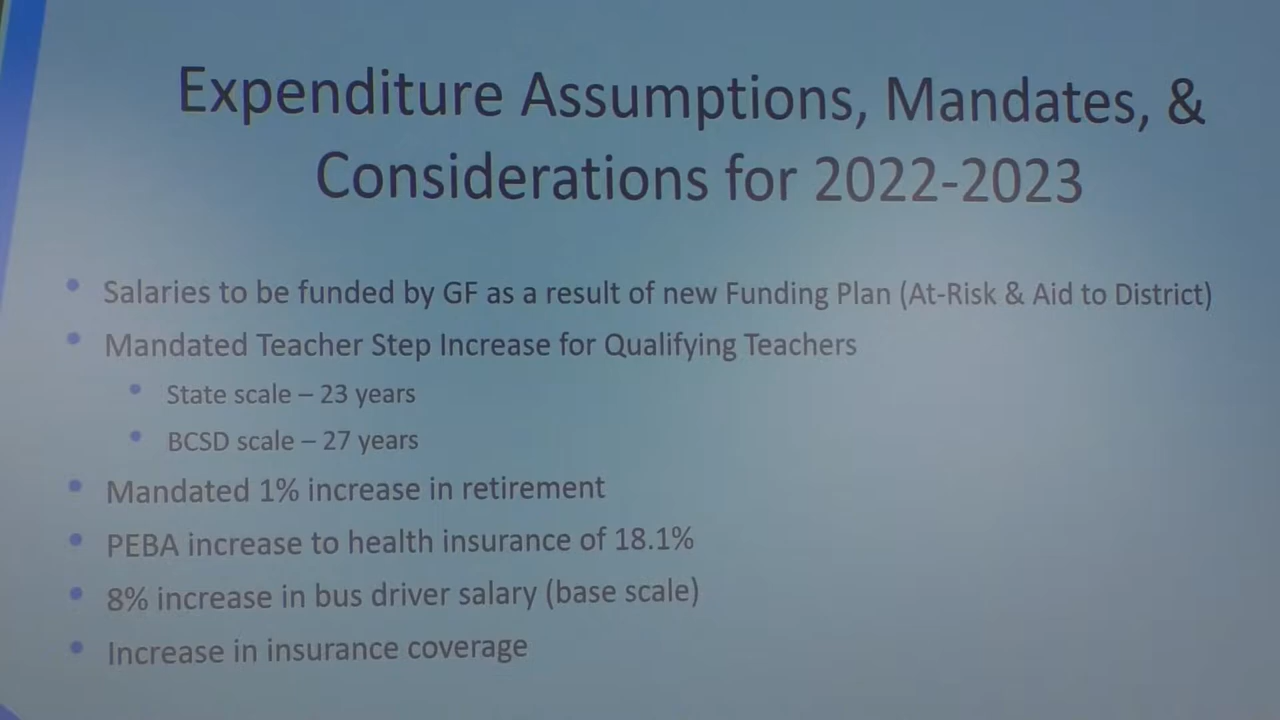 Expenditure Assumptions, Mandates, &
Considerations for 2022-2023
• Salaries to be funded by GF as a result of new Funding Plan (At-Risk & Aid to District)
• Mandated Teacher Step Increase for Qualifying Teachers
• State scale – 23 years
• BCSD scale – 27 years
• Mandated 1% increase in retirement
• PEBA increase to health insurance of 18.1%
• 8% increase in bus driver salary (base scale)
• Increase in insurance coverage